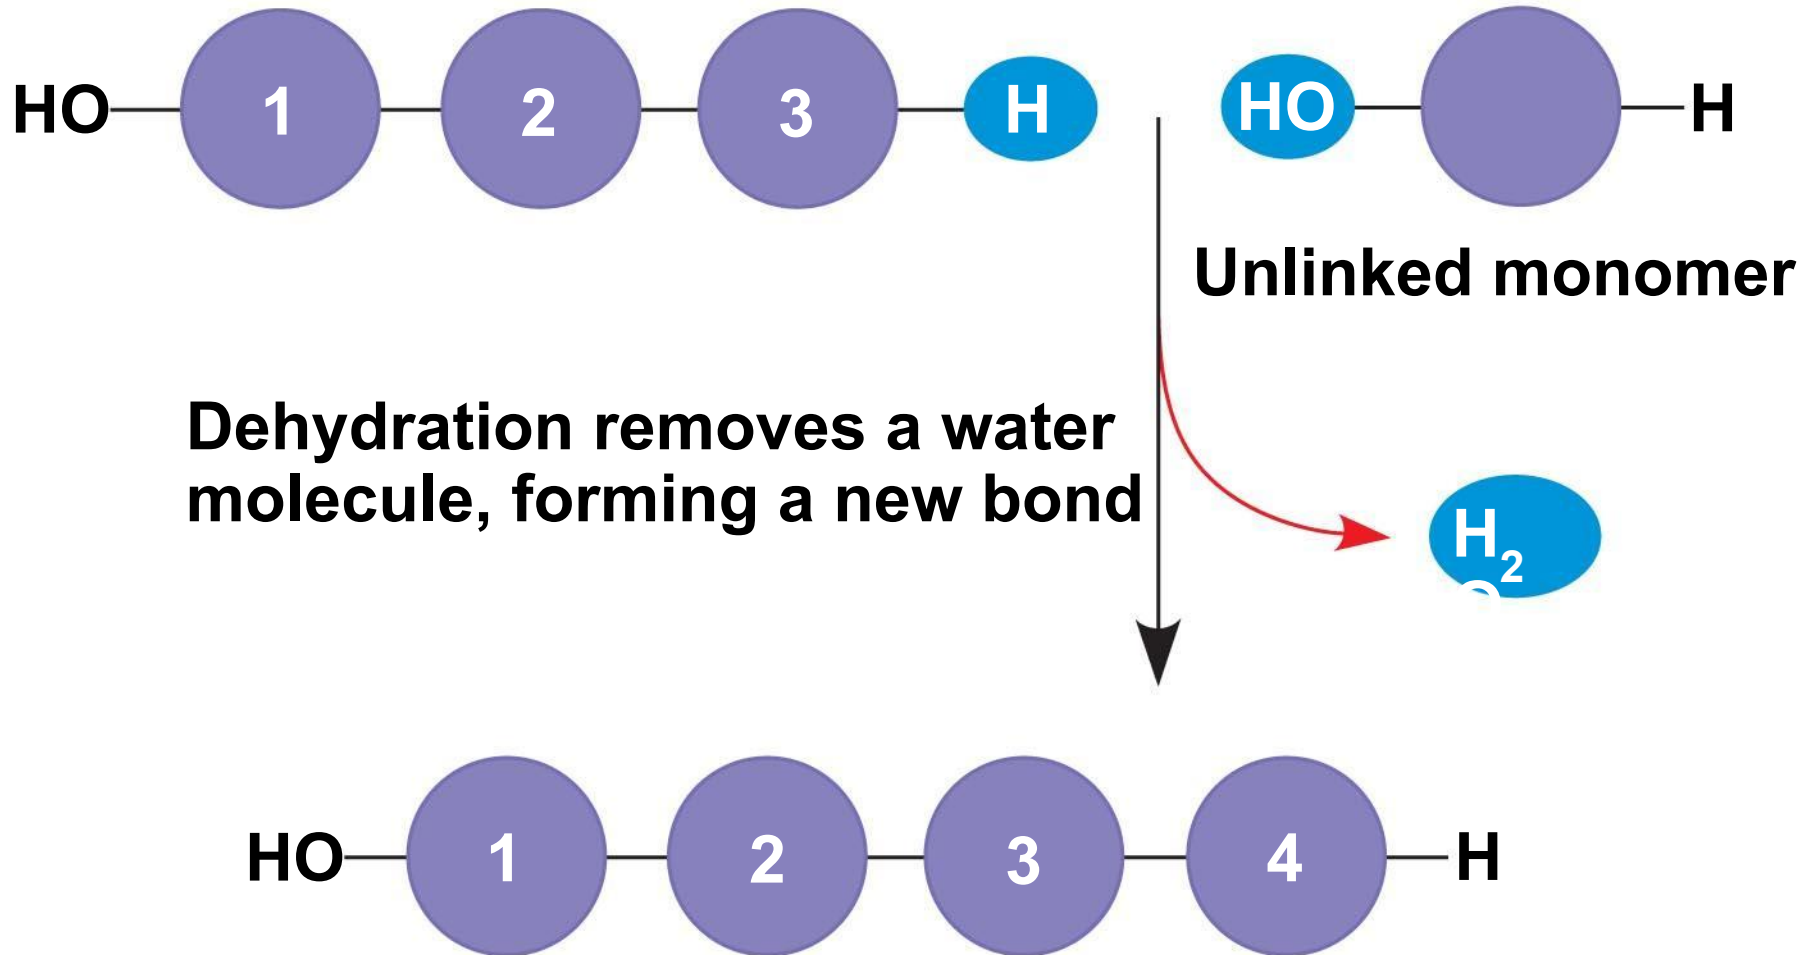 HO 1 2 3 H HO H
Unlinked monomer
Dehydration removes a water
molecule, forming a new bond
H₂
O
HO 1 2 3 4 H